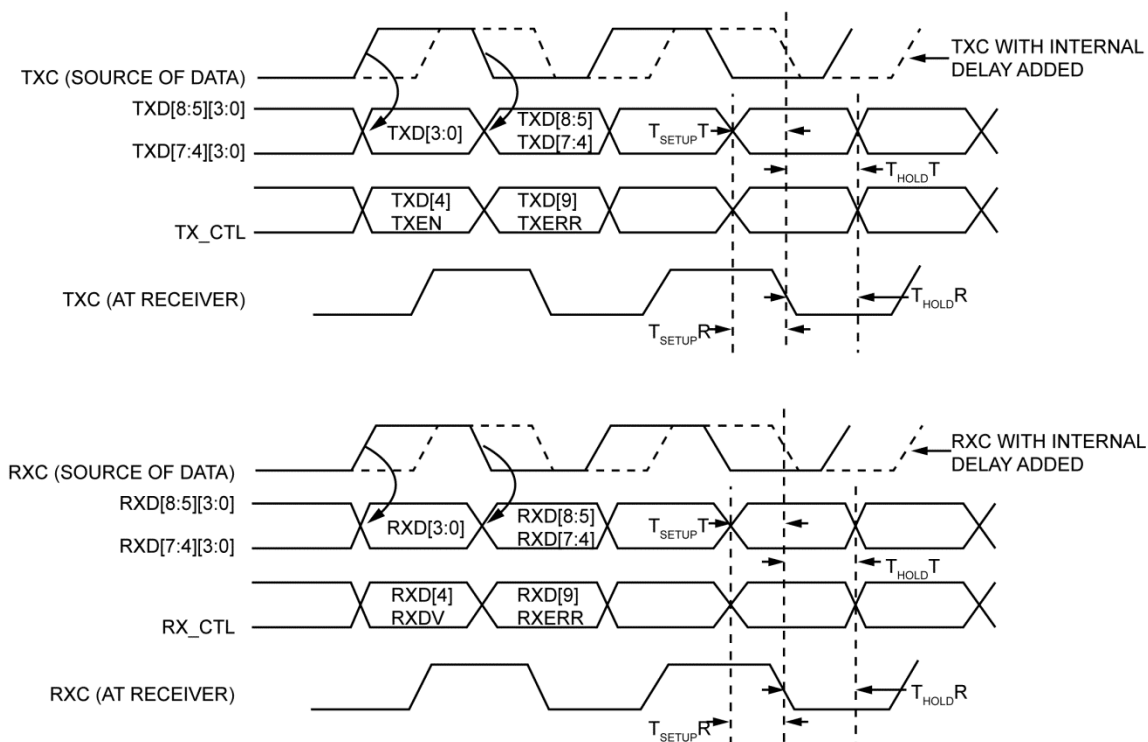 TXC (SOURCE OF DATA)
TXC WITH INTERNAL
DELAY ADDED
TXD[8:5][3:0]
TXD[7:4][3:0]
TXD[3:0]
TXD[8:5]
TXD[7:4]
TSETUPT
THOLDT
TX_CTL
TXD[4]
TXEN
TXD[9]
TXERR
TXC (AT RECEIVER)
THOLDR
TSETUPR
RXC (SOURCE OF DATA)
RXC WITH INTERNAL
DELAY ADDED
RXD[8:5][3:0]
RXD[7:4][3:0]
RXD[3:0]
RXD[8:5]
RXD[7:4]
TSETUPT
THOLDT
RX_CTL
RXD[4]
RXDV
RXD[9]
RXERR
RXC (AT RECEIVER)
THOLDR
TSETUPR